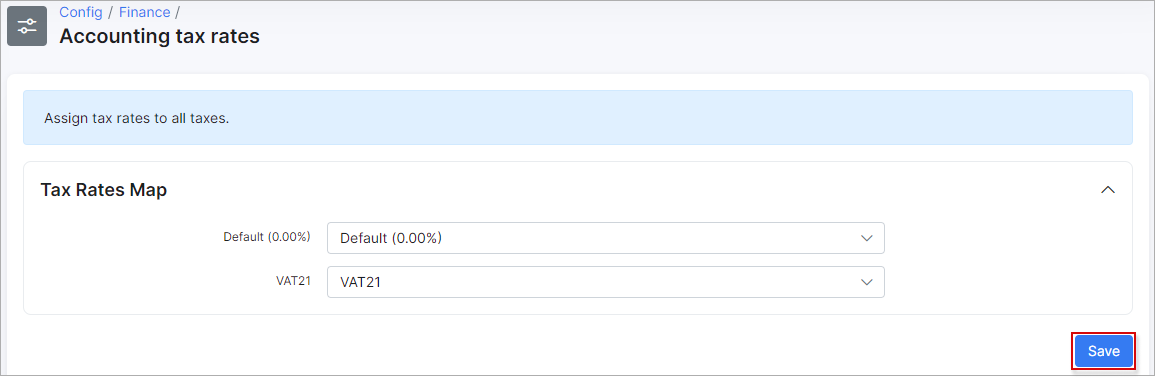 Config / Finance /
Accounting tax rates
Assign tax rates to all taxes.
Tax Rates Map
Default (0.00%) Default (0.00%)
VAT21 VAT21
Save